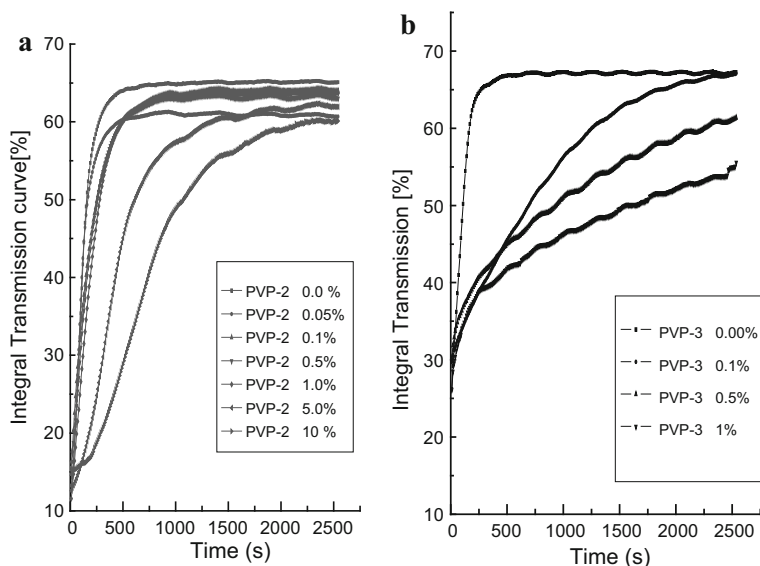 a
Integral Transmission curve[%]
70
60
50
40
30
20
10
0
500
1000
1500
2000
2500
Time (s)
PVP-2 0.0 %
PVP-2 0.05%
PVP-2 0.1%
PVP-2 0.5%
PVP-2 1.0%
PVP-2 5.0%
PVP-2 10 %
b
Integral Transmission [%]
70
60
50
40
30
20
10
0
500
1000
1500
2000
2500
Time (s)
PVP-3 0.00%
PVP-3 0.1%
PVP-3 0.5%
PVP-3 1%